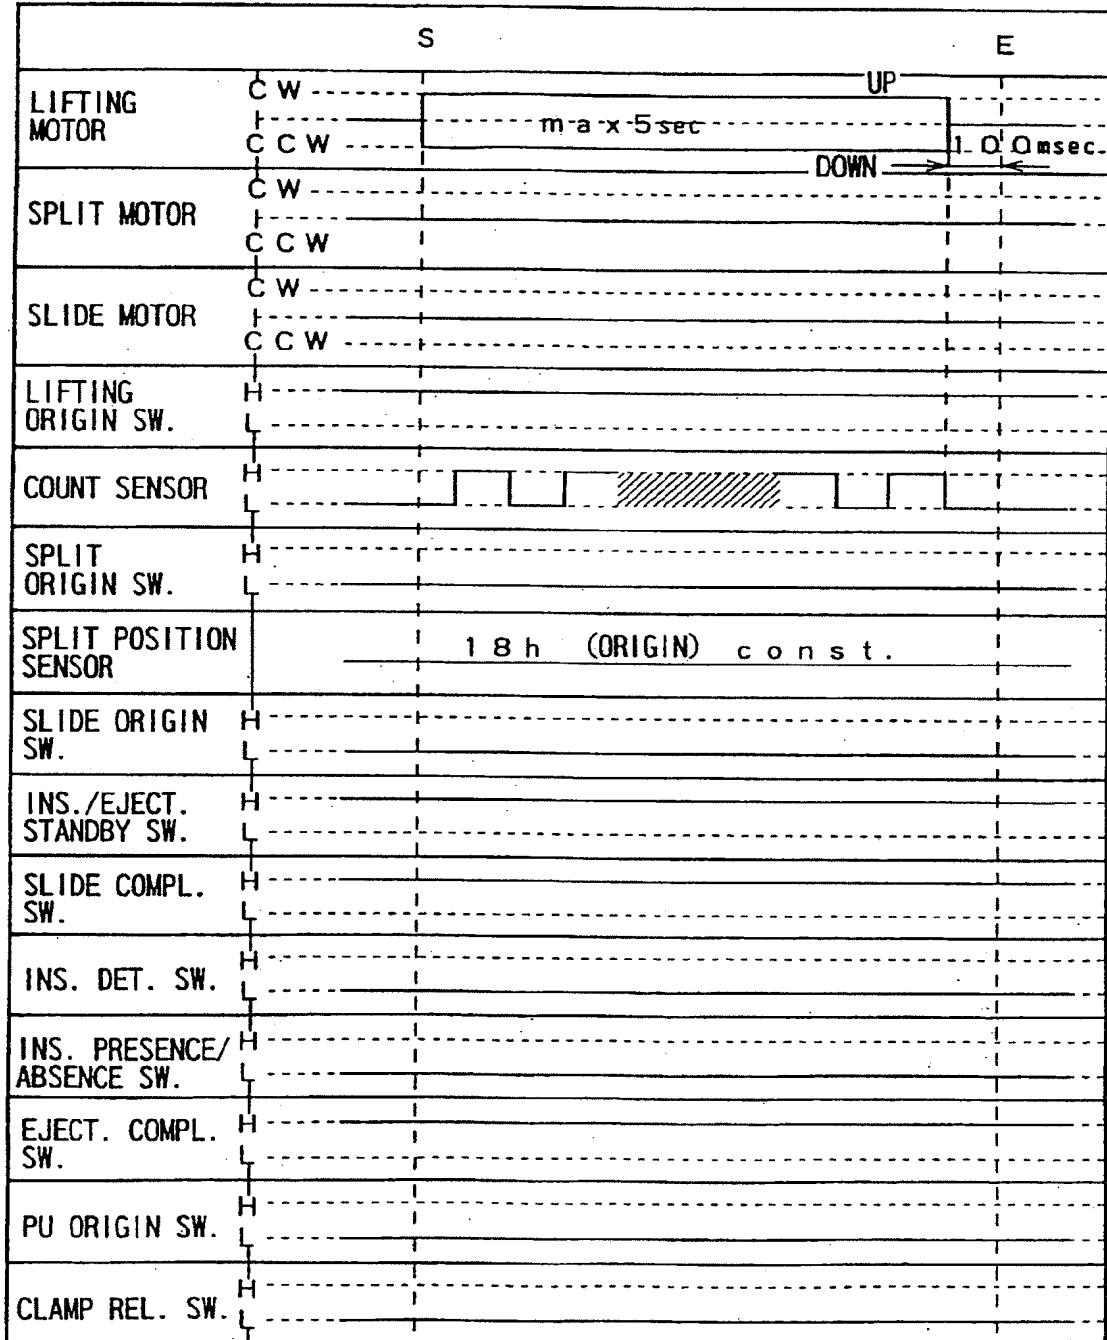 S E
LIFTING
MOTOR
CW
CCW
UP
max 5sec
DOWN
100msec.
SPLIT MOTOR
CW
CCW
SLIDE MOTOR
CW
CCW
LIFTING
ORIGIN SW.
H
L
COUNT SENSOR
H
L
SPLIT
ORIGIN SW.
H
L
SPLIT POSITION
SENSOR
18h (ORIGIN) const.
SLIDE ORIGIN
SW.
H
L
INS./EJECT.
STANDBY SW.
H
L
SLIDE COMPL.
SW.
H
L
INS. DET. SW.
H
L
INS. PRESENCE/
ABSENCE SW.
H
L
EJECT. COMPL.
SW.
H
L
PU ORIGIN SW.
H
L
CLAMP REL. SW.
H
L